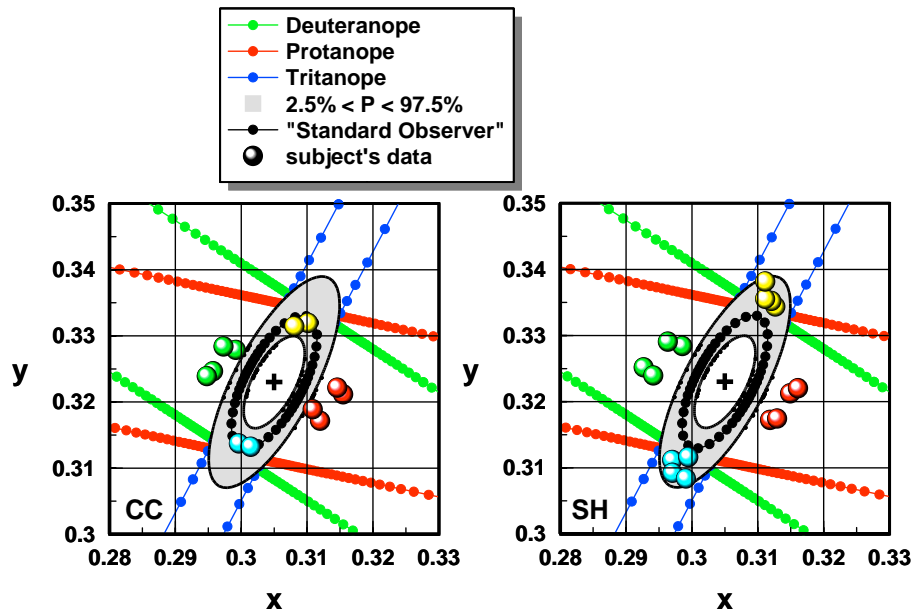 Deuteranope
Protanope
Tritanope
2.5% < P < 97.5%
"Standard Observer"
subject's data
0.35
0.34
0.33
0.32
0.31
0.3
y
CC
0.28 0.29 0.3 0.31 0.32 0.33
x
0.35
0.34
0.33
0.32
0.31
0.3
y
SH
0.28 0.29 0.3 0.31 0.32 0.33
x